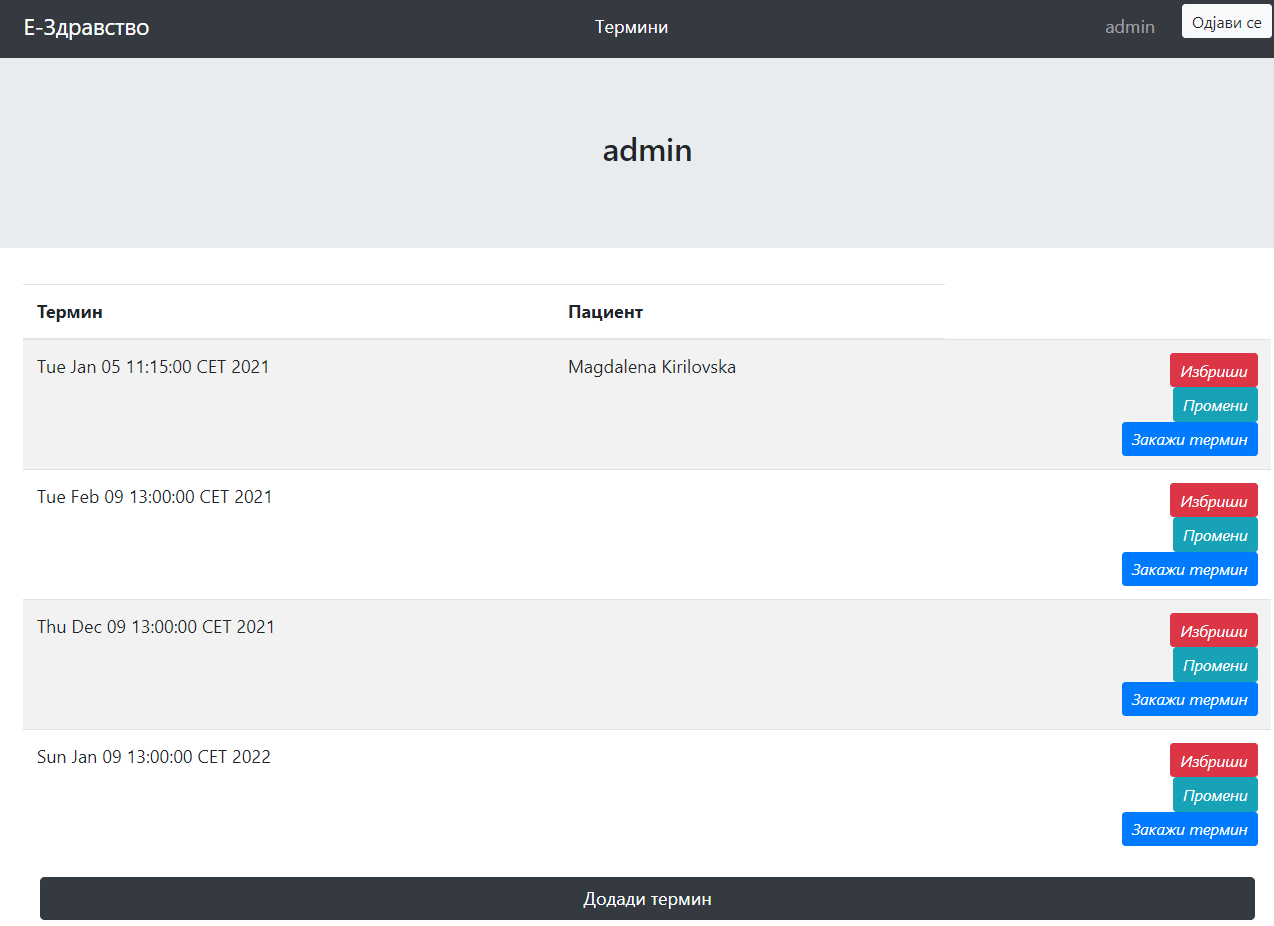 Е-Здравство Термини admin Одјави се
admin
Термин Пациент
Tue Jan 05 11:15:00 CET 2021 Magdalena Kirilovska Избриши
Промени
Закажи термин
Tue Feb 09 13:00:00 CET 2021 Избриши
Промени
Закажи термин
Thu Dec 09 13:00:00 CET 2021 Избриши
Промени
Закажи термин
Sun Jan 09 13:00:00 CET 2022 Избриши
Промени
Закажи термин
Додади термин